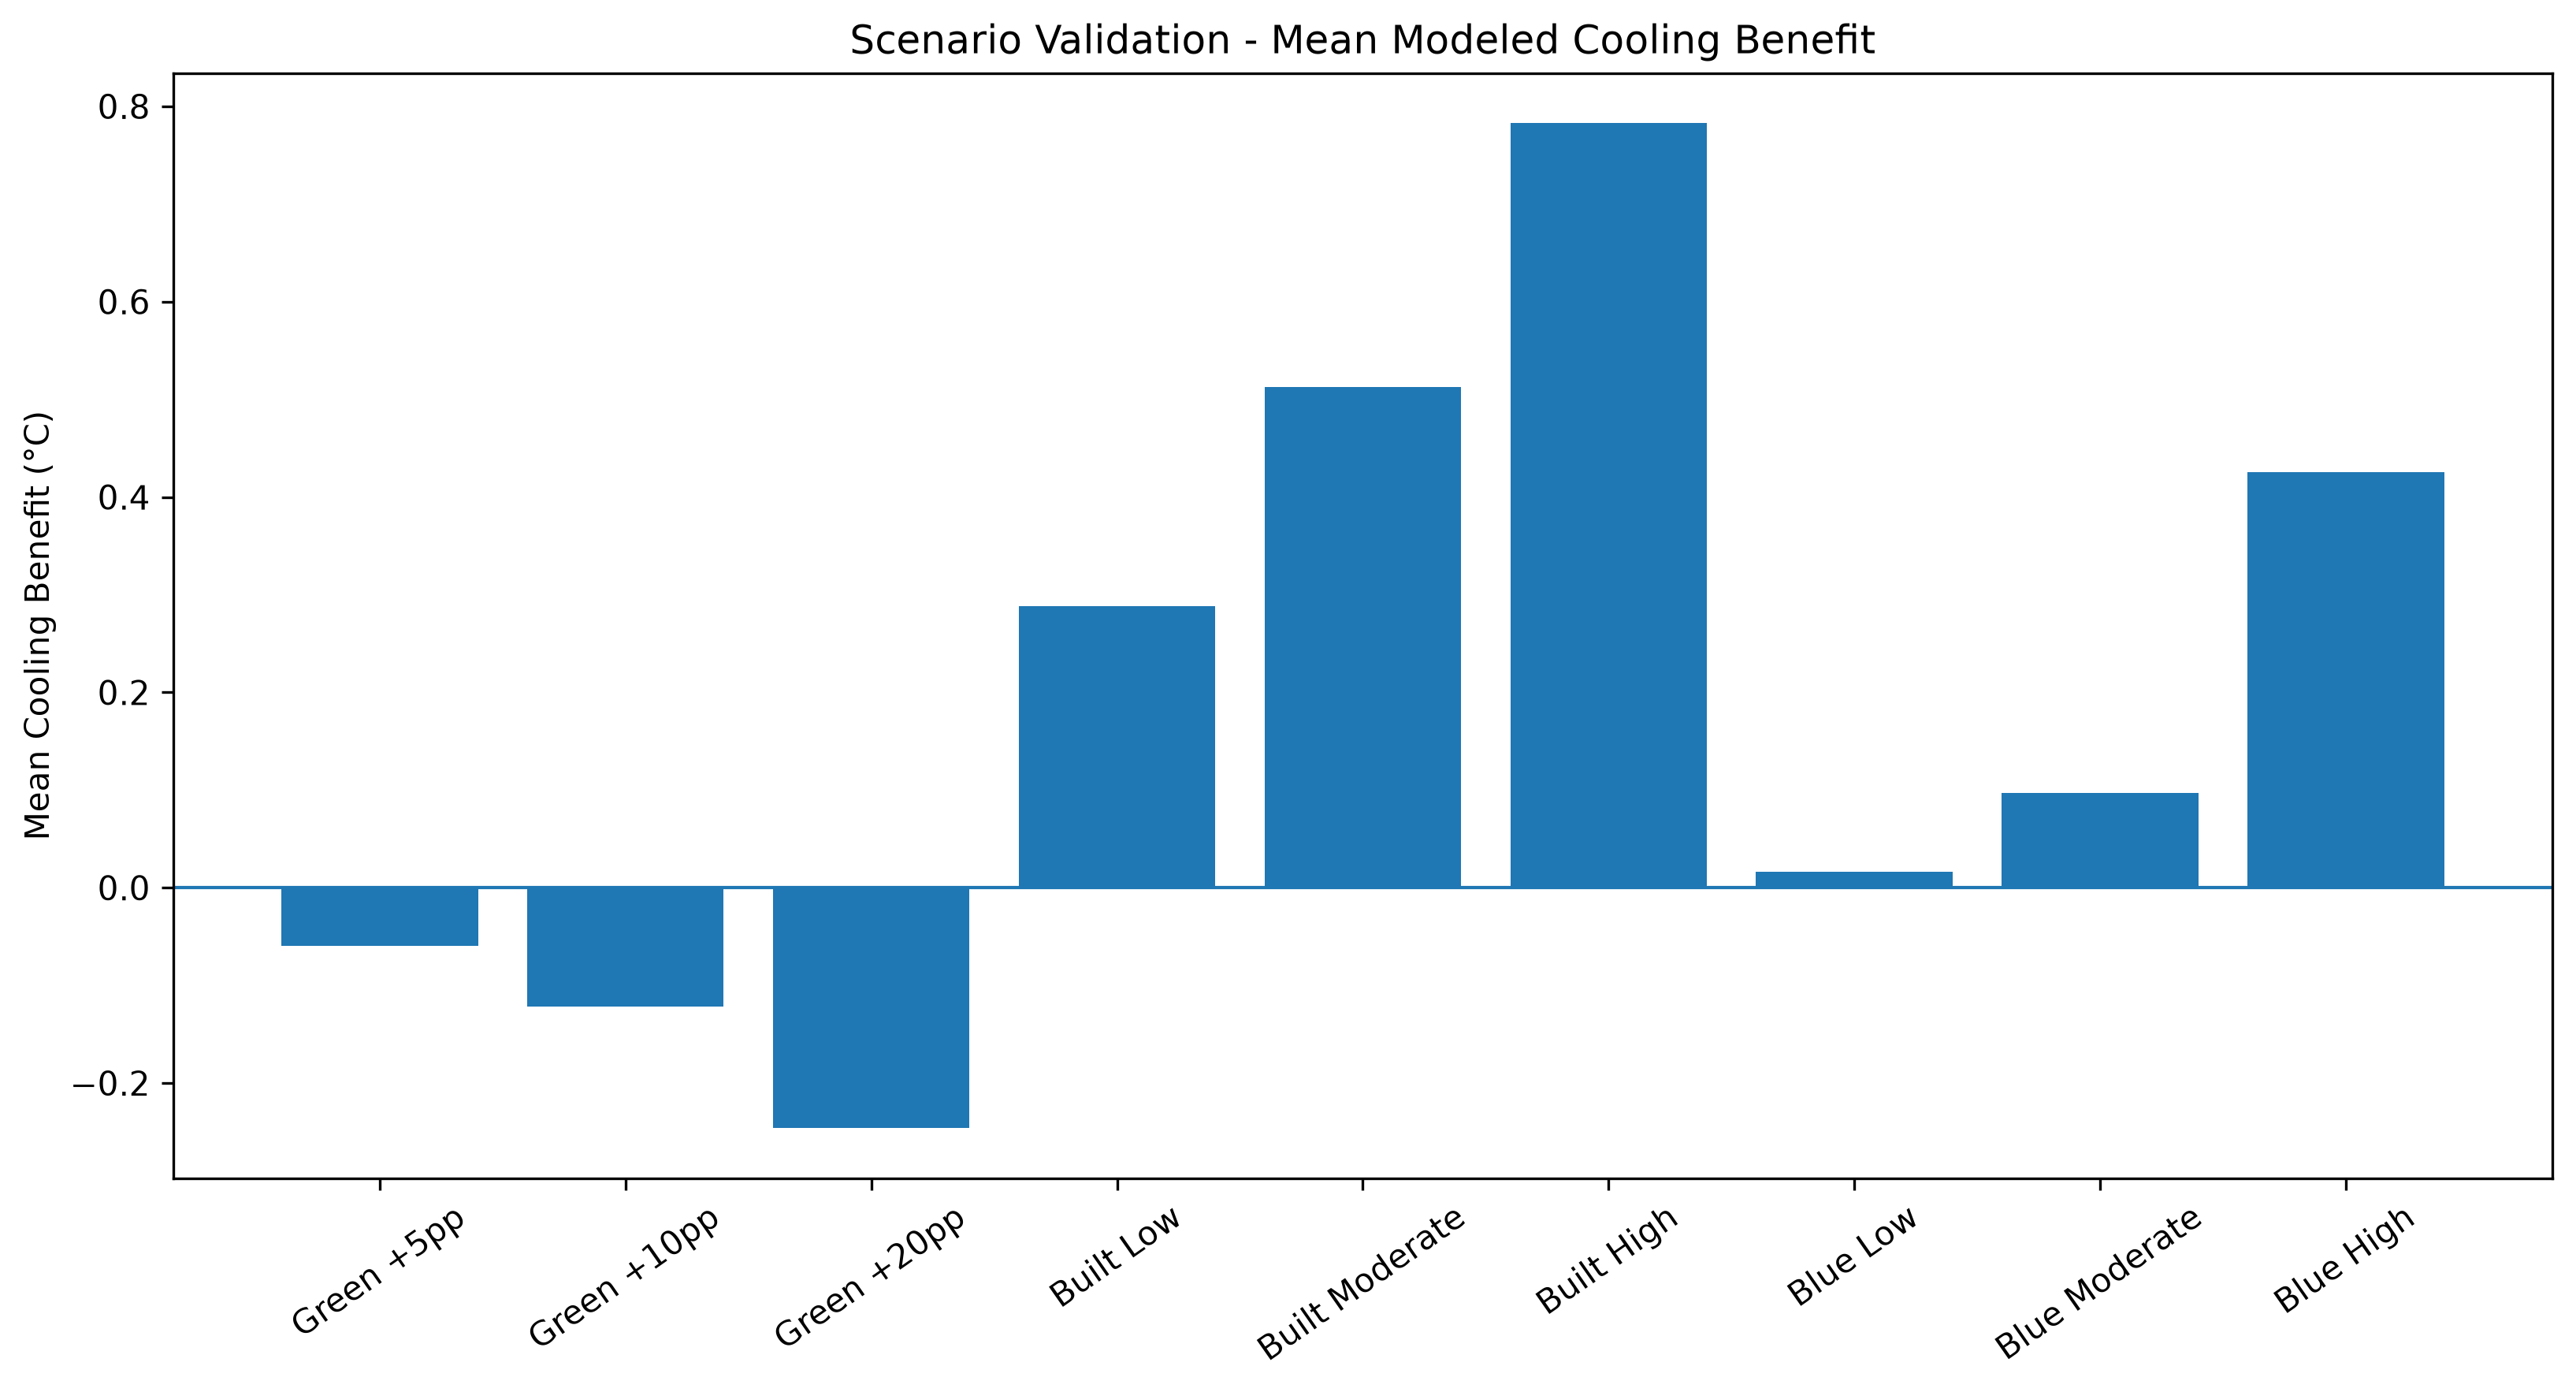 Scenario Validation - Mean Modeled Cooling Benefit
Mean Cooling Benefit (°C)
0.8
0.6
0.4
0.2
0.0
−0.2
Green +5pp
Green +10pp
Green +20pp
Built Low
Built Moderate
Built High
Blue Low
Blue Moderate
Blue High